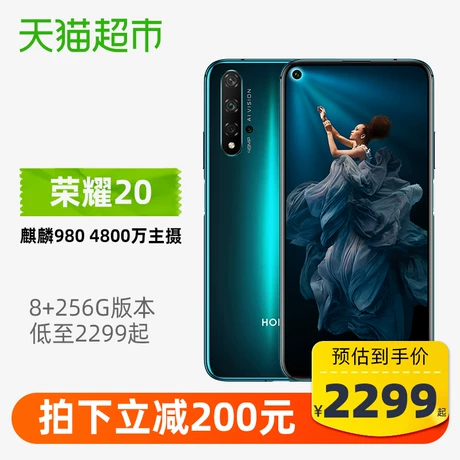 天猫超市
荣耀20
麒麟980 4800万主摄
8+256G版本
低至2299起
AI VISION
48MP
HO
预估到手价
¥2299起
拍下立减200元